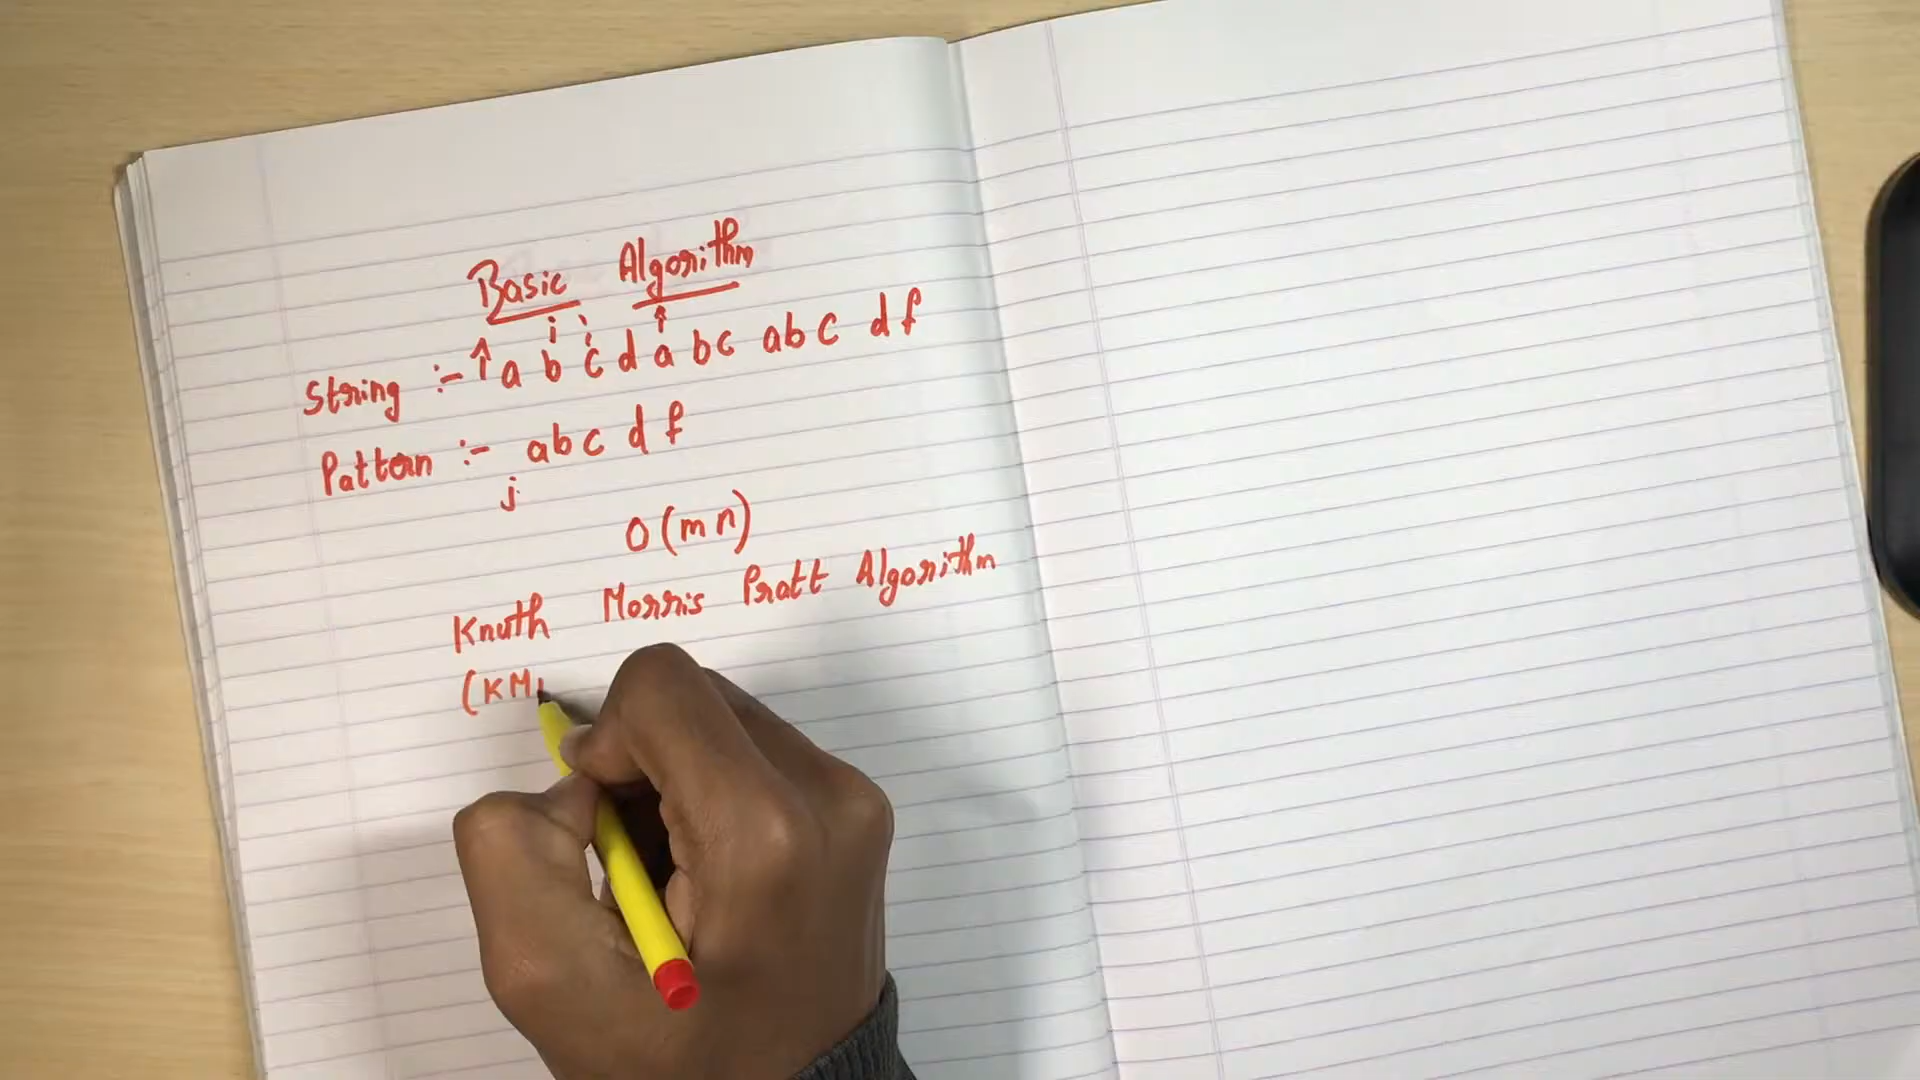 Basic Algorithm
i i ↑
String :- ↑ a b c d a b c a b c d f
Pattern :- a b c d f
j
O(mn)
Knuth Morris Pratt Algorithm
(KM